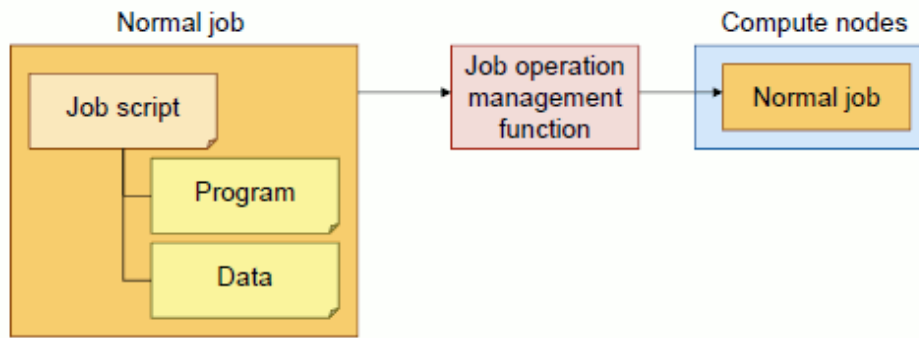 Normal job
Job script
Program
Data
Job operation
management
function
Compute nodes
Normal job